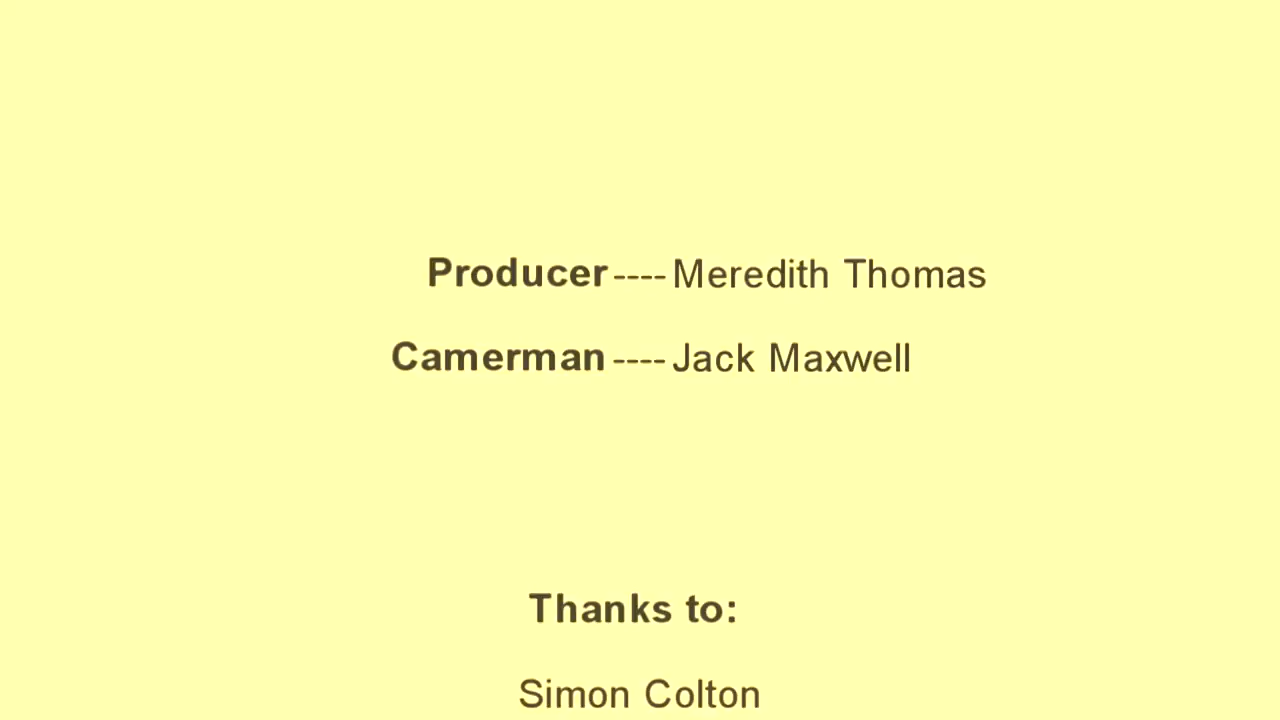 Producer ---- Meredith Thomas
Camerman ---- Jack Maxwell
Thanks to:
Simon Colton